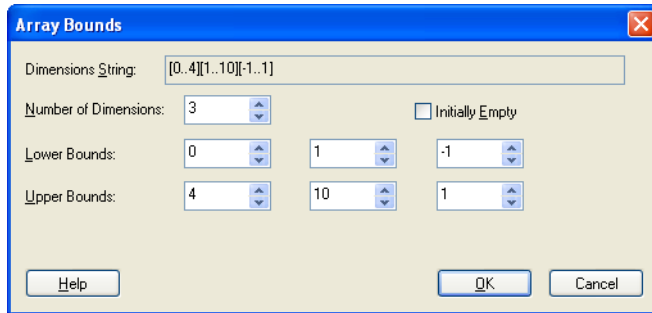 Array Bounds
Dimensions String: [0..4][1..10][-1..1]
Number of Dimensions: 3 Initially Empty
Lower Bounds: 0 1 -1
Upper Bounds: 4 10 1
Help OK Cancel